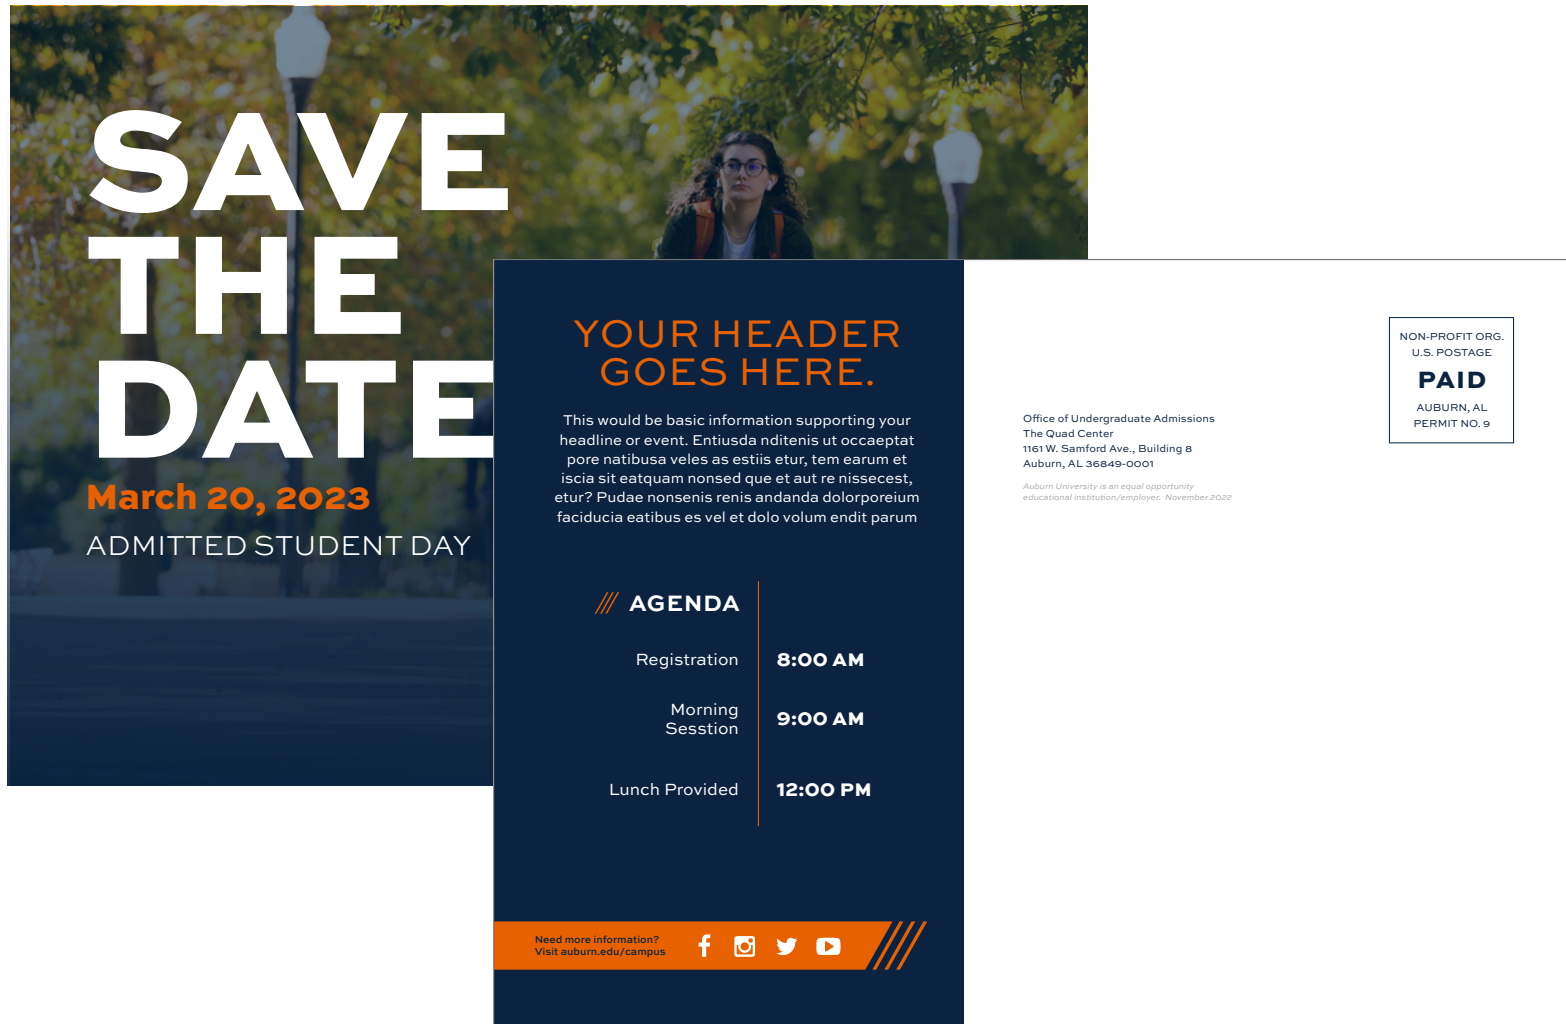 SAVE
THE
DATE
March 20, 2023
ADMITTED STUDENT DAY
YOUR HEADER
GOES HERE.
This would be basic information supporting your
headline or event. Entiusda nditenis ut occaeptat
pore natibusa veles as estiis etur, tem earum et
iscia sit eatquam nonsed que et aut re nissecest,
etur? Pudae nonsenis renis andanda dolorporeium
faciducia eatibus es vel et dolo volum endit parum
AGENDA
Registration 8:00 AM
Morning
Sesstion 9:00 AM
Lunch Provided 12:00 PM
Need more information?
Visit auburn.edu/campus
Office of Undergraduate Admissions
The Quad Center
1161 W. Samford Ave., Building 8
Auburn, AL 36849-0001
Auburn University is an equal opportunity
educational institution/employer. November 2022
NON-PROFIT ORG.
U.S. POSTAGE
PAID
AUBURN, AL
PERMIT NO. 9